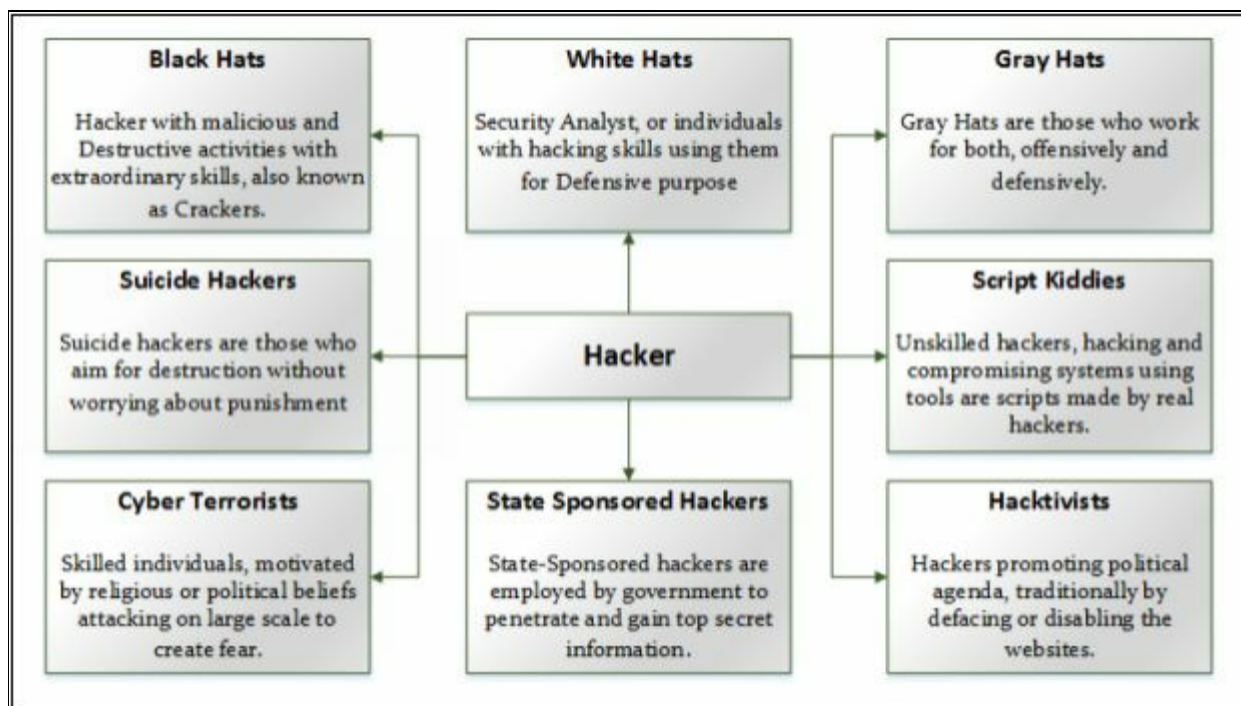 Black Hats
Hacker with malicious and
Destructive activities with
extraordinary skills, also known
as Crackers.
White Hats
Security Analyst, or individuals
with hacking skills using them
for Defensive purpose
Gray Hats
Gray Hats are those who work
for both, offensively and
defensively.
Suicide Hackers
Suicide hackers are those who
aim for destruction without
worrying about punishment
Hacker
Script Kiddies
Unskilled hackers, hacking and
compromising systems using
tools are scripts made by real
hackers.
Cyber Terrorists
Skilled individuals, motivated
by religious or political beliefs
attacking on large scale to
create fear.
State Sponsored Hackers
State-Sponsored hackers are
employed by government to
penetrate and gain top secret
information.
Hacktivists
Hackers promoting political
agenda, traditionally by
defacing or disabling the
websites.